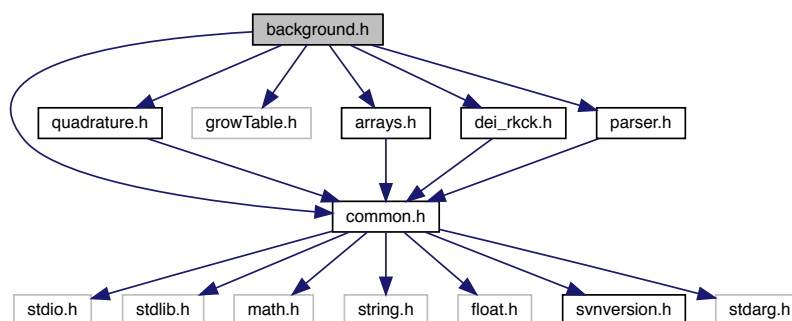 background.h
quadrature.h
growTable.h
arrays.h
dei_rkck.h
parser.h
common.h
stdio.h
stdlib.h
math.h
string.h
float.h
svnversion.h
stdarg.h